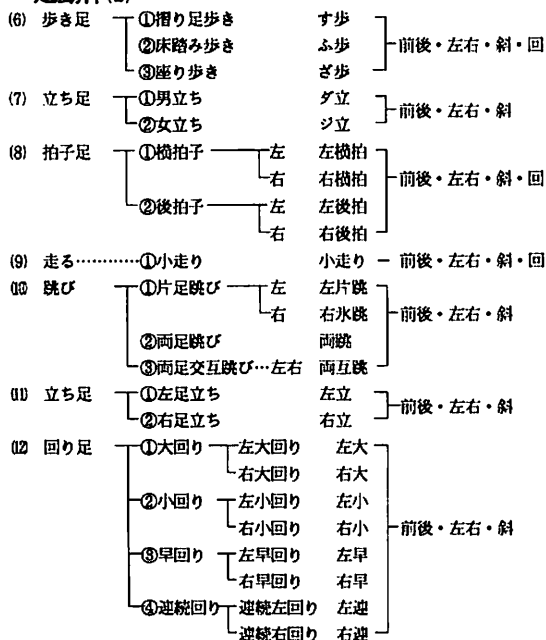 (6) 歩き足 ①摺り足歩き す歩
②床踏み歩き ふ歩 前後・左右・斜・回
③座り歩き ざ歩
(7) 立ち足 ①男立ち ダ立 前後・左右・斜
②女立ち ジ立
(8) 拍子足 ①横拍子 左 左横拍
右 右横拍 前後・左右・斜・回
②後拍子 左 左後拍
右 右後拍
(9) 走る…………①小走り 小走り 前後・左右・斜・回
(10) 跳び ①片足跳び 左 左片跳
右 右氷跳 前後・左右・斜
②両足跳び 両跳
③両足交互跳び…左右 両互跳
(11) 立ち足 ①左足立ち 左立 前後・左右・斜
②右足立ち 右立
(12) 回り足 ①大回り 左大回り 左大
右大回り 右大
②小回り 左小回り 左小
右小回り 右小 前後・左右・斜
③早回り 左早回り 左早
右早回り 右早
④連続回り 連続左回り 左連
連続右回り 右連